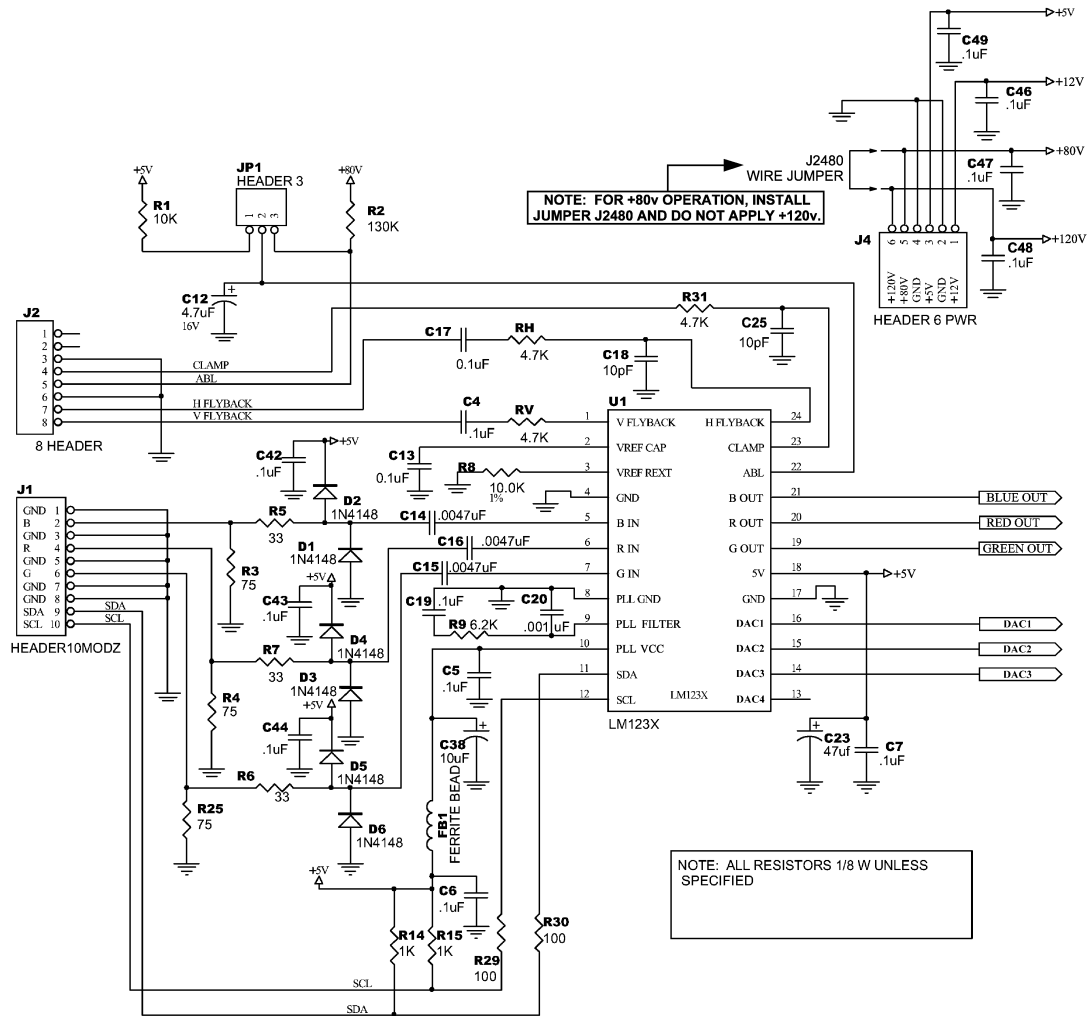 +5V
C49
.1uF
+12V
C46
.1uF
+80V
J2480
WIRE JUMPER
C47
.1uF
NOTE: FOR +80v OPERATION, INSTALL
JUMPER J2480 AND DO NOT APPLY +120v.
+120V
C48
.1uF
J4
6 5 4 3 2 1
+120V
+80V
GND
+5V
GND
+12V
HEADER 6 PWR
+5V
JP1
HEADER 3
1 2 3
+80V
R1
10K
R2
130K
C12
4.7uF
16V
+
R31
4.7K
C25
10pF
J2
1
2
3
4
5
6
7
8
8 HEADER
CLAMP
ABL
H FLYBACK
V FLYBACK
C17
0.1uF
RH
4.7K
C18
10pF
C4
.1uF
RV
4.7K
C13
0.1uF
R8
10.0K
1%
U1
1 V FLYBACK
2 VREF CAP
3 VREF REXT
4 GND
5 B IN
6 R IN
7 G IN
8 PLL GND
9 PLL FILTER
10 PLL VCC
11 SDA
12 SCL
H FLYBACK 24
CLAMP 23
ABL 22
B OUT 21
R OUT 20
G OUT 19
5V 18
GND 17
DAC1 16
DAC2 15
DAC3 14
DAC4 13
LM123X
LM123X
BLUE OUT
RED OUT
GREEN OUT
+5V
DAC1
DAC2
DAC3
+
C23
47uf
C7
.1uF
C42
.1uF
+5V
D2
1N4148
J1
GND 1
B 2
GND 3
R 4
GND 5
G 6
GND 7
GND 8
SDA 9
SCL 10
HEADER10MODZ
SDA
SCL
R5
33
R3
75
D1
1N4148
C14
.0047uF
C16
.0047uF
C15
.0047uF
+5V
C43
.1uF
D4
1N4148
C19
.1uF
C20
.001uF
R9 6.2K
R7
33
R4
75
D3
1N4148
+5V
C5
.1uF
C44
.1uF
D5
1N4148
C38
10uF
+
R6
33
R25
75
D6
1N4148
FB1
FERRITE BEAD
+5V
C6
.1uF
R14
1K
R15
1K
R29
100
R30
100
SCL
SDA
NOTE: ALL RESISTORS 1/8 W UNLESS
SPECIFIED